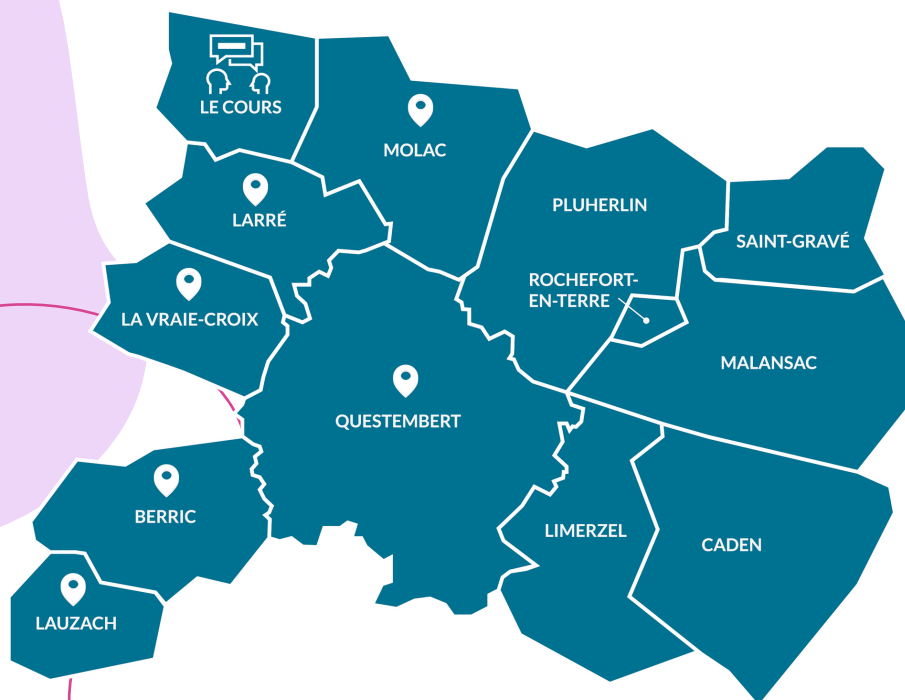 LE COURS
MOLAC
LARRÉ
PLUHERLIN
SAINT-GRAVÉ
ROCHEFORT-
EN-TERRE
LA VRAIE-CROIX
MALANSAC
QUESTEMBERT
BERRIC
LIMERZEL
CADEN
LAUZACH